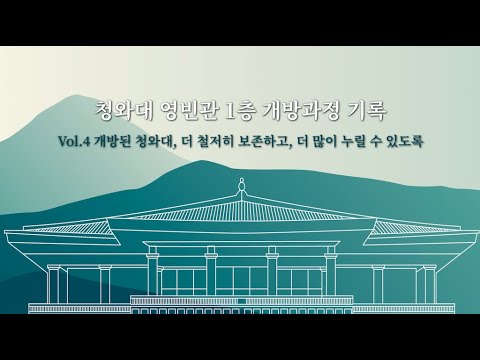 청와대 영빈관 1층 개방과정 기록
Vol.4 개방된 청와대, 더 철저히 보존하고, 더 많이 누릴 수 있도록